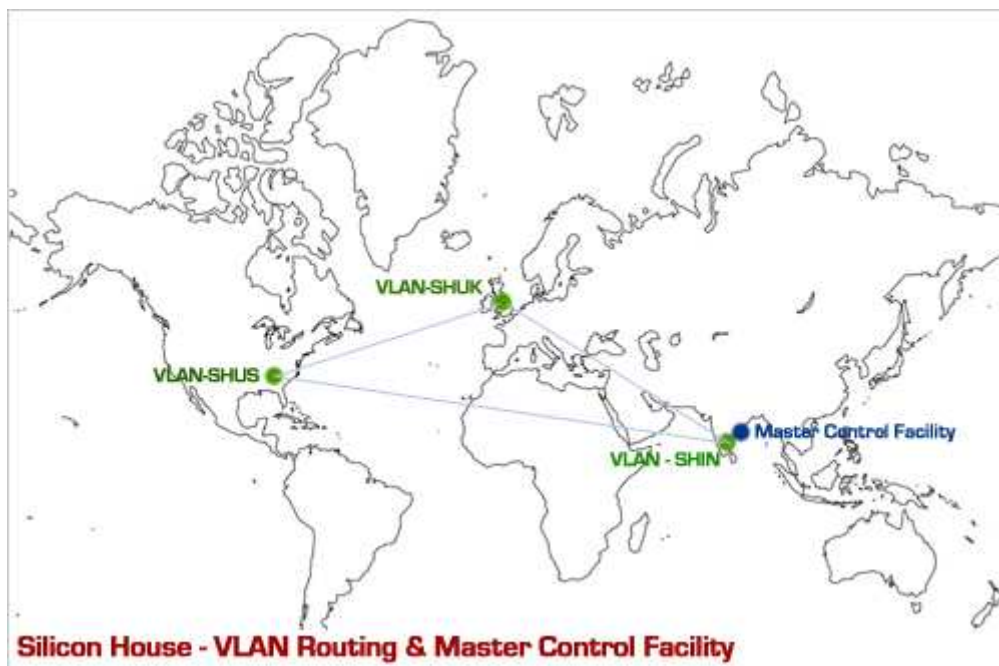 VLAN-SHUK
VLAN-SHUS
Master Control Facility
VLAN - SHIN
Silicon House - VLAN Routing & Master Control Facility